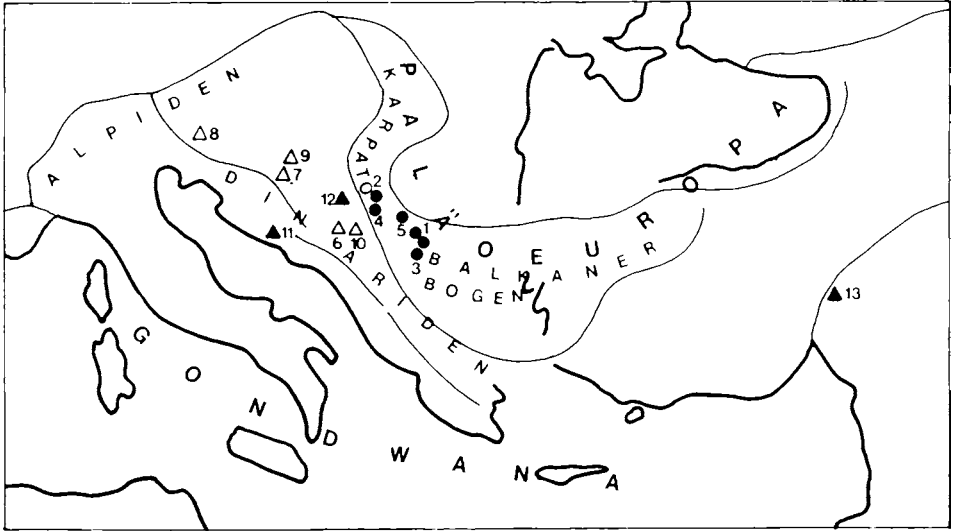 ALPIDEN
DINARIDEN
KARPATO
BALKANER
BOGEN
PALÄOEUROPA
GONDWANA
8
9
7
12
2
4
11
6 10
5 1
3
13